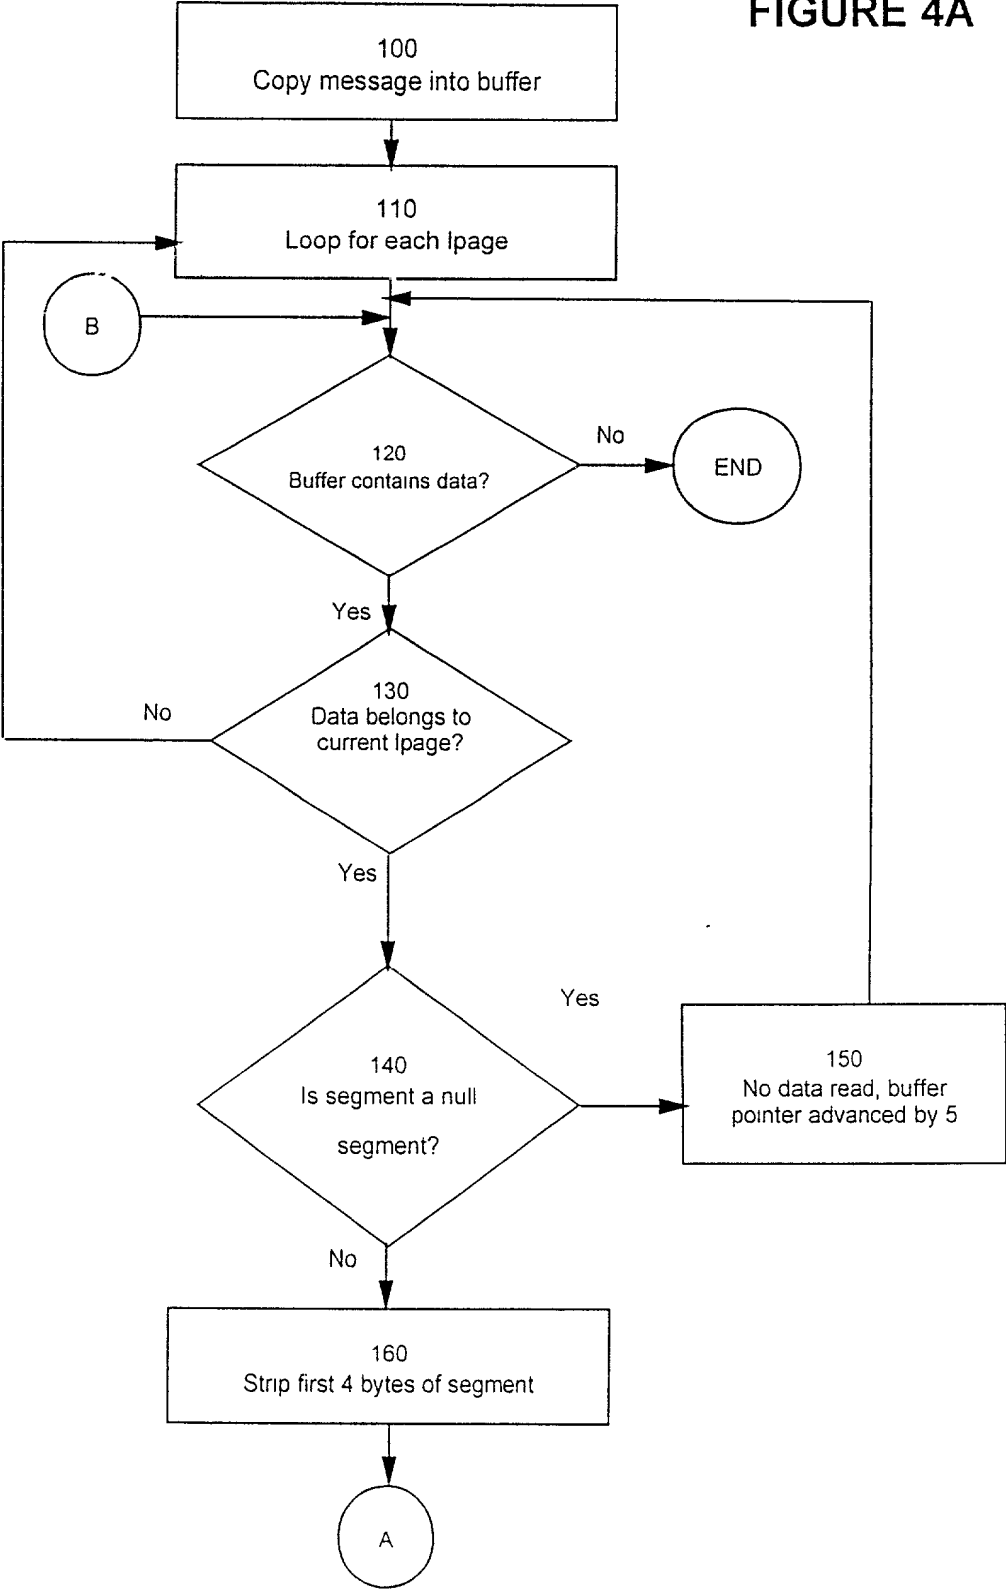 FIGURE 4A
100
Copy message into buffer
110
Loop for each lpage
B
120
Buffer contains data?
No
END
Yes
130
Data belongs to
current lpage?
No
Yes
140
Is segment a null
segment?
Yes
150
No data read, buffer
pointer advanced by 5
No
160
Strip first 4 bytes of segment
A